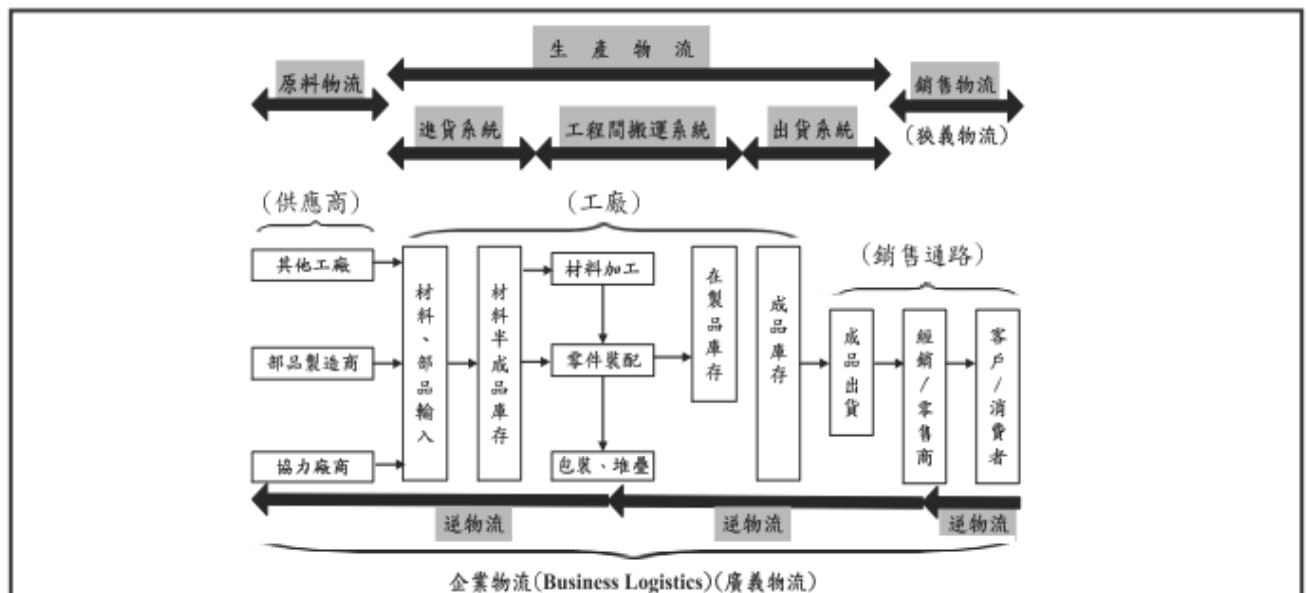 生產物流
原料物流
銷售物流
(狹義物流)
進貨系統
工程間搬運系統
出貨系統
(供應商)
(工廠)
(銷售通路)
其他工廠
部品製造商
協力廠商
材料、部品輸入
材料半成品庫存
材料加工
零件裝配
包裝、堆疊
在製品庫存
成品庫存
成品出貨
經銷/零售商
客戶/消費者
逆物流
逆物流
逆物流
企業物流(Business Logistics)(廣義物流)